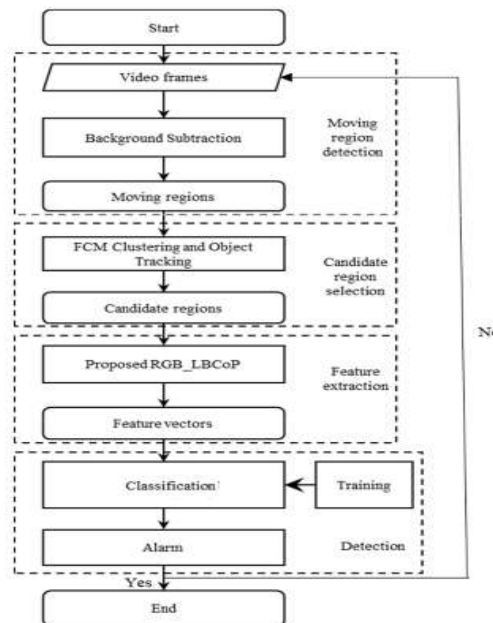 Start
Video frames
Background Subtraction
Moving region
detection
Moving regions
FCM Clustering and Object
Tracking
Candidate
region
selection
Candidate regions
Proposed RGB_LBCoP
Feature
extraction
Feature vectors
Classification
Training
Alarm
Detection
Yes
End